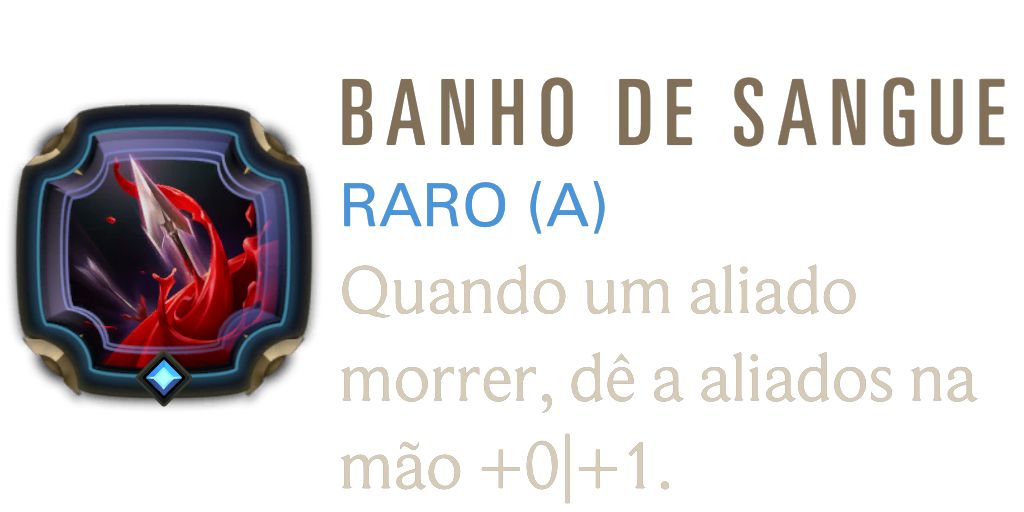 BANHO DE SANGUE
RARO (A)
Quando um aliado
morrer, dê a aliados na
mão +0|+1.